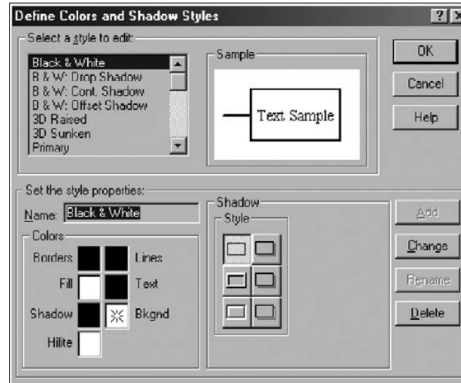 Define Colors and Shadow Styles
Select a style to edit:
Black & White
B & W: Drop Shadow
B & W: Cont. Shadow
B & W: Offset Shadow
3D Raised
3D Sunken
Primary
Sample
Text Sample
OK
Cancel
Help
Set the style properties:
Name: Black & White
Colors
Borders Lines
Fill Text
Shadow Bkgnd
Hilite
Shadow
Style
Add
Change
Rename
Delete